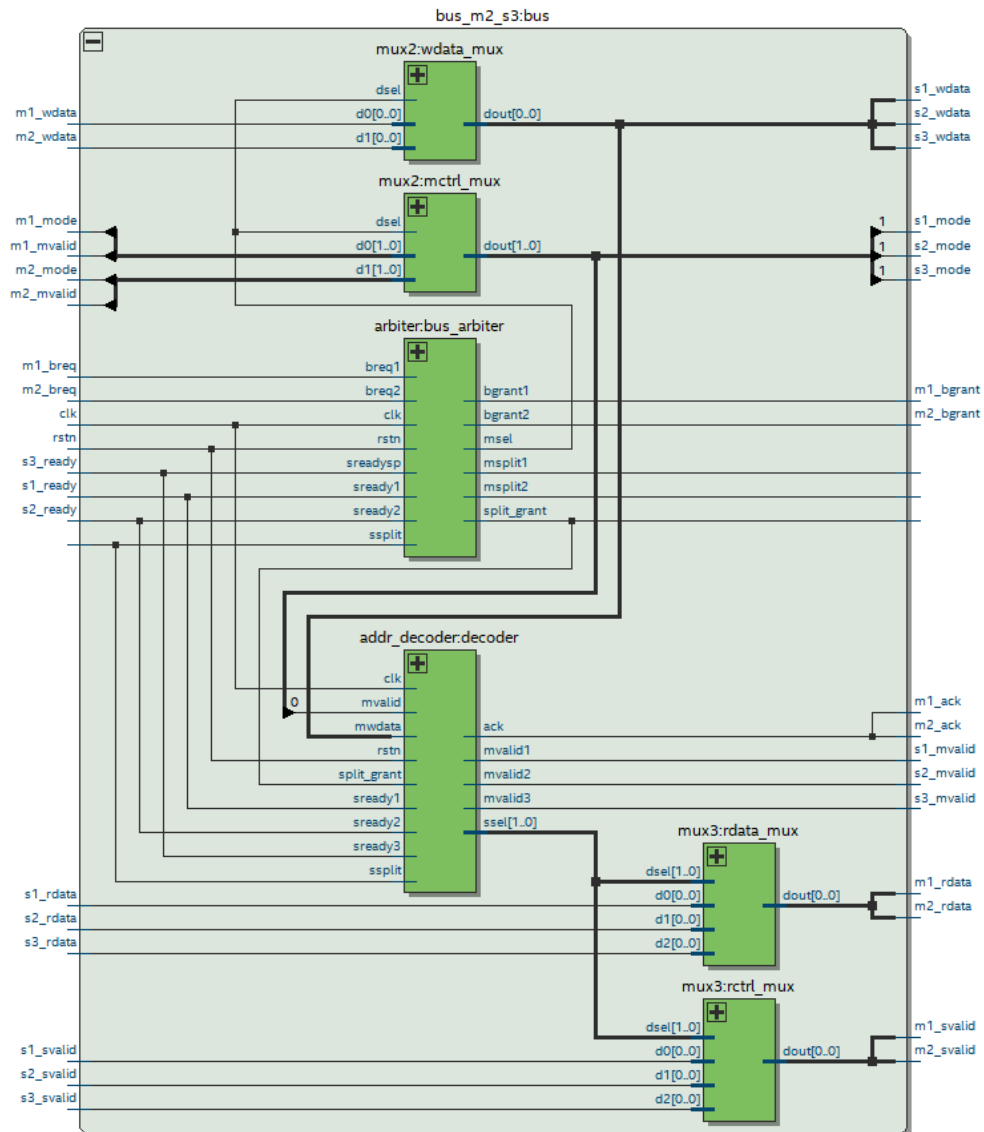 bus_m2_s3:bus
mux2:wdata_mux
dsel
d0[0..0]
d1[0..0]
dout[0..0]
m1_wdata
m2_wdata
s1_wdata
s2_wdata
s3_wdata
mux2:mctrl_mux
dsel
d0[1..0]
d1[1..0]
dout[1..0]
m1_mode
m1_mvalid
m2_mode
m2_mvalid
1
1
1
s1_mode
s2_mode
s3_mode
arbiter:bus_arbiter
m1_breq
m2_breq
clk
rstn
s3_ready
s1_ready
s2_ready
breq1
breq2
clk
rstn
sreadysp
sready1
sready2
ssplit
bgrant1
bgrant2
msel
msplit1
msplit2
split_grant
m1_bgrant
m2_bgrant
addr_decoder:decoder
clk
0
mvalid
mwdata
rstn
split_grant
sready1
sready2
sready3
ssplit
ack
mvalid1
mvalid2
mvalid3
ssel[1..0]
m1_ack
m2_ack
s1_mvalid
s2_mvalid
s3_mvalid
mux3:rdata_mux
s1_rdata
s2_rdata
s3_rdata
dsel[1..0]
d0[0..0]
d1[0..0]
d2[0..0]
dout[0..0]
m1_rdata
m2_rdata
mux3:rctrl_mux
s1_svalid
s2_svalid
s3_svalid
dsel[1..0]
d0[0..0]
d1[0..0]
d2[0..0]
dout[0..0]
m1_svalid
m2_svalid